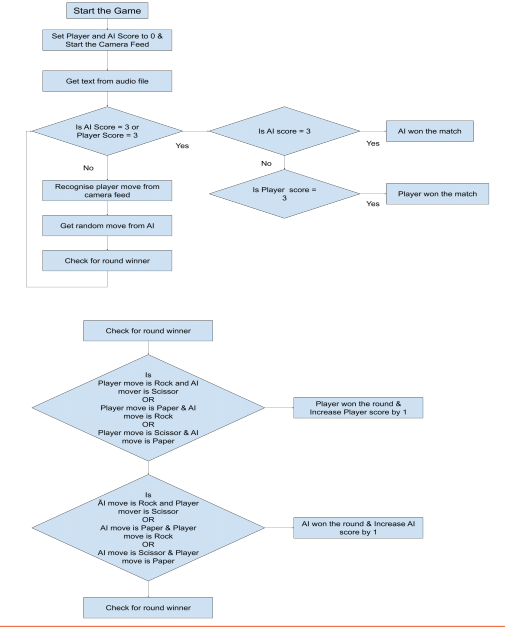 Start the Game
Set Player and AI Score to 0 &
Start the Camera Feed
Get text from audio file
Is AI Score = 3 or
Player Score = 3
Yes
Is AI score = 3
Yes
AI won the match
No
No
Recognise player move from
camera feed
Is Player score =
3
Yes
Player won the match
Get random move from AI
Check for round winner
Check for round winner
Is
Player move is Rock and AI
mover is Scissor
OR
Player move is Paper & AI
move is Rock
OR
Player move is Scissor & AI
move is Paper
Player won the round &
Increase Player score by 1
Is
AI move is Rock and Player
mover is Scissor
OR
AI move is Paper & Player
move is Rock
OR
AI move is Scissor & Player
move is Paper
AI won the round & Increase AI
score by 1
Check for round winner